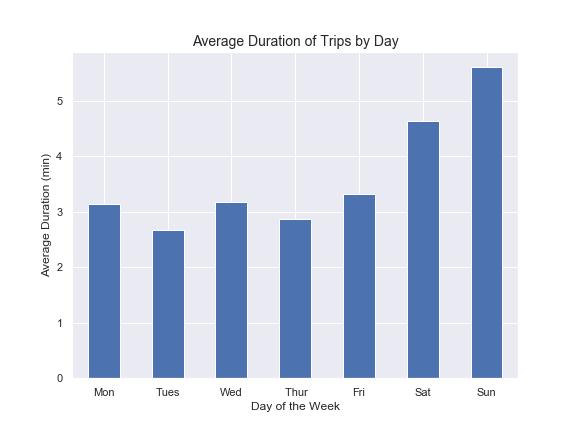 Average Duration of Trips by Day
Average Duration (min)
5
4
3
2
1
0
Mon Tues Wed Thur Fri Sat Sun
Day of the Week